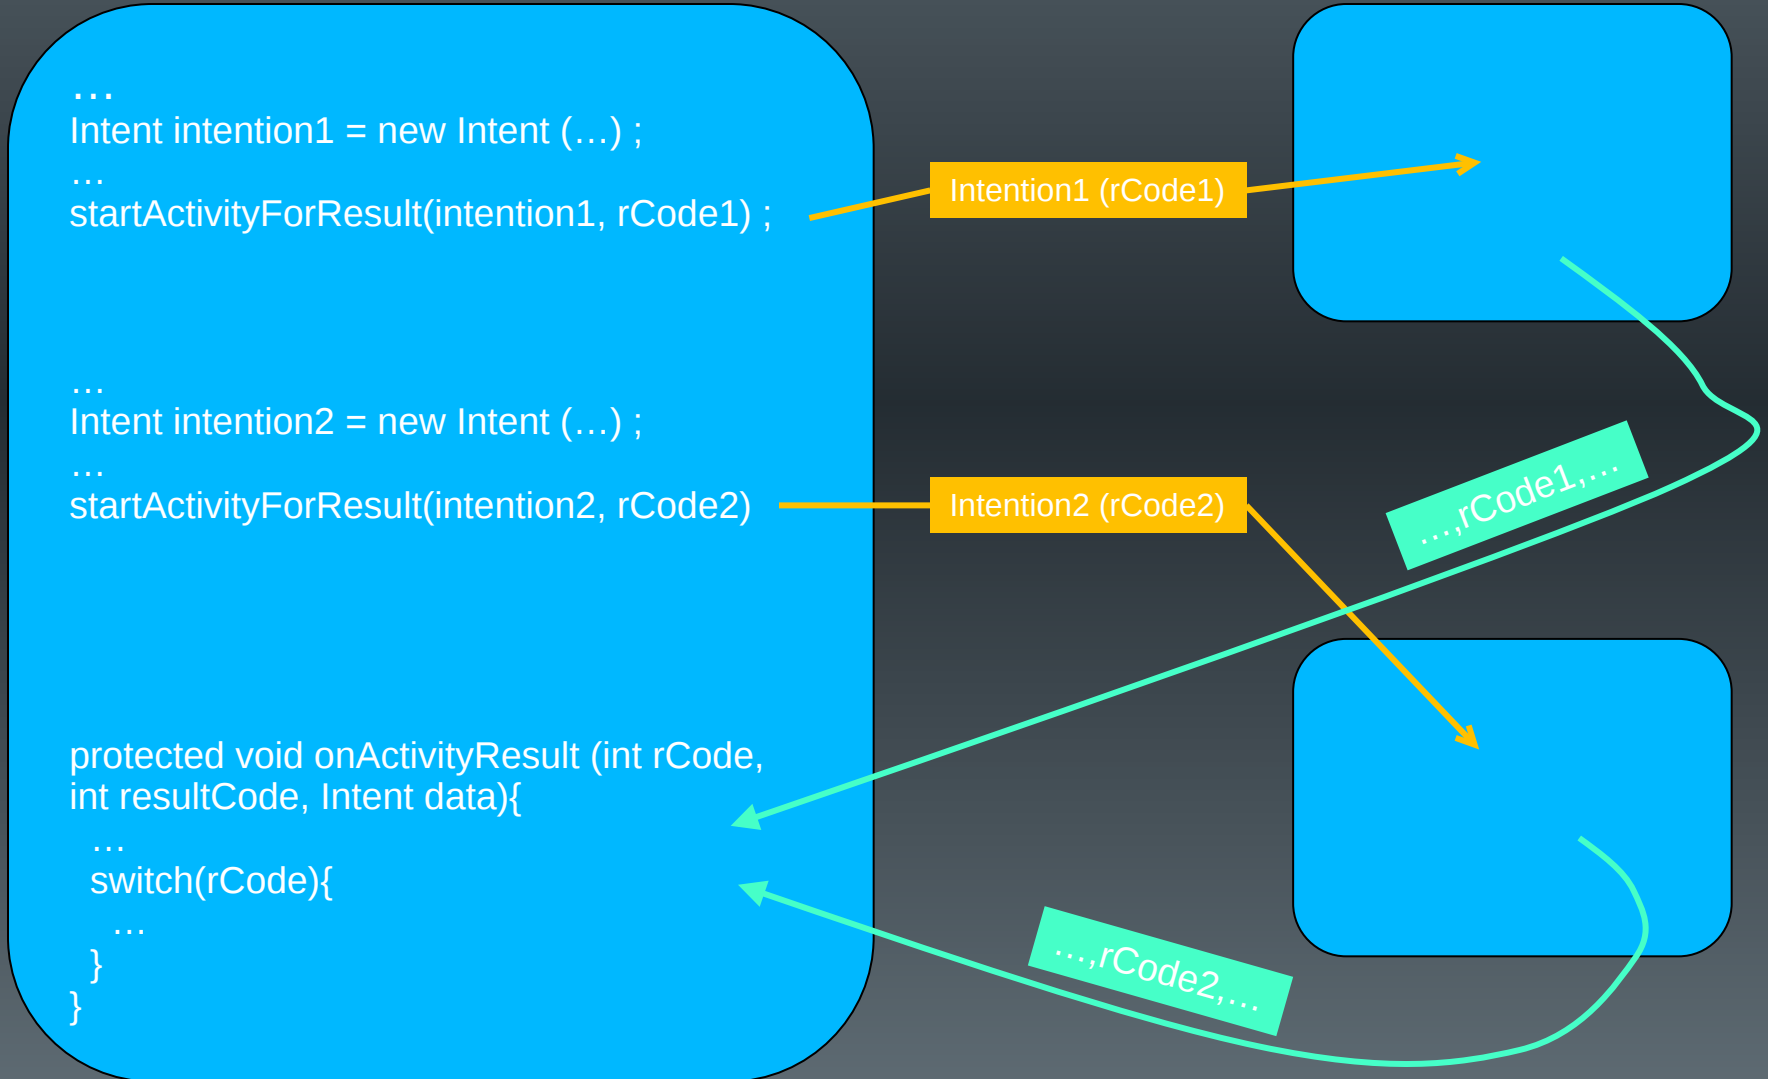 …
Intent intention1 = new Intent (…) ;
…
startActivityForResult(intention1, rCode1) ;
Intention1 (rCode1)
…
Intent intention2 = new Intent (…) ;
…
startActivityForResult(intention2, rCode2)
Intention2 (rCode2)
…,rCode1,…
protected void onActivityResult (int rCode,
int resultCode, Intent data){
…
switch(rCode){
…
}
}
…,rCode2,…